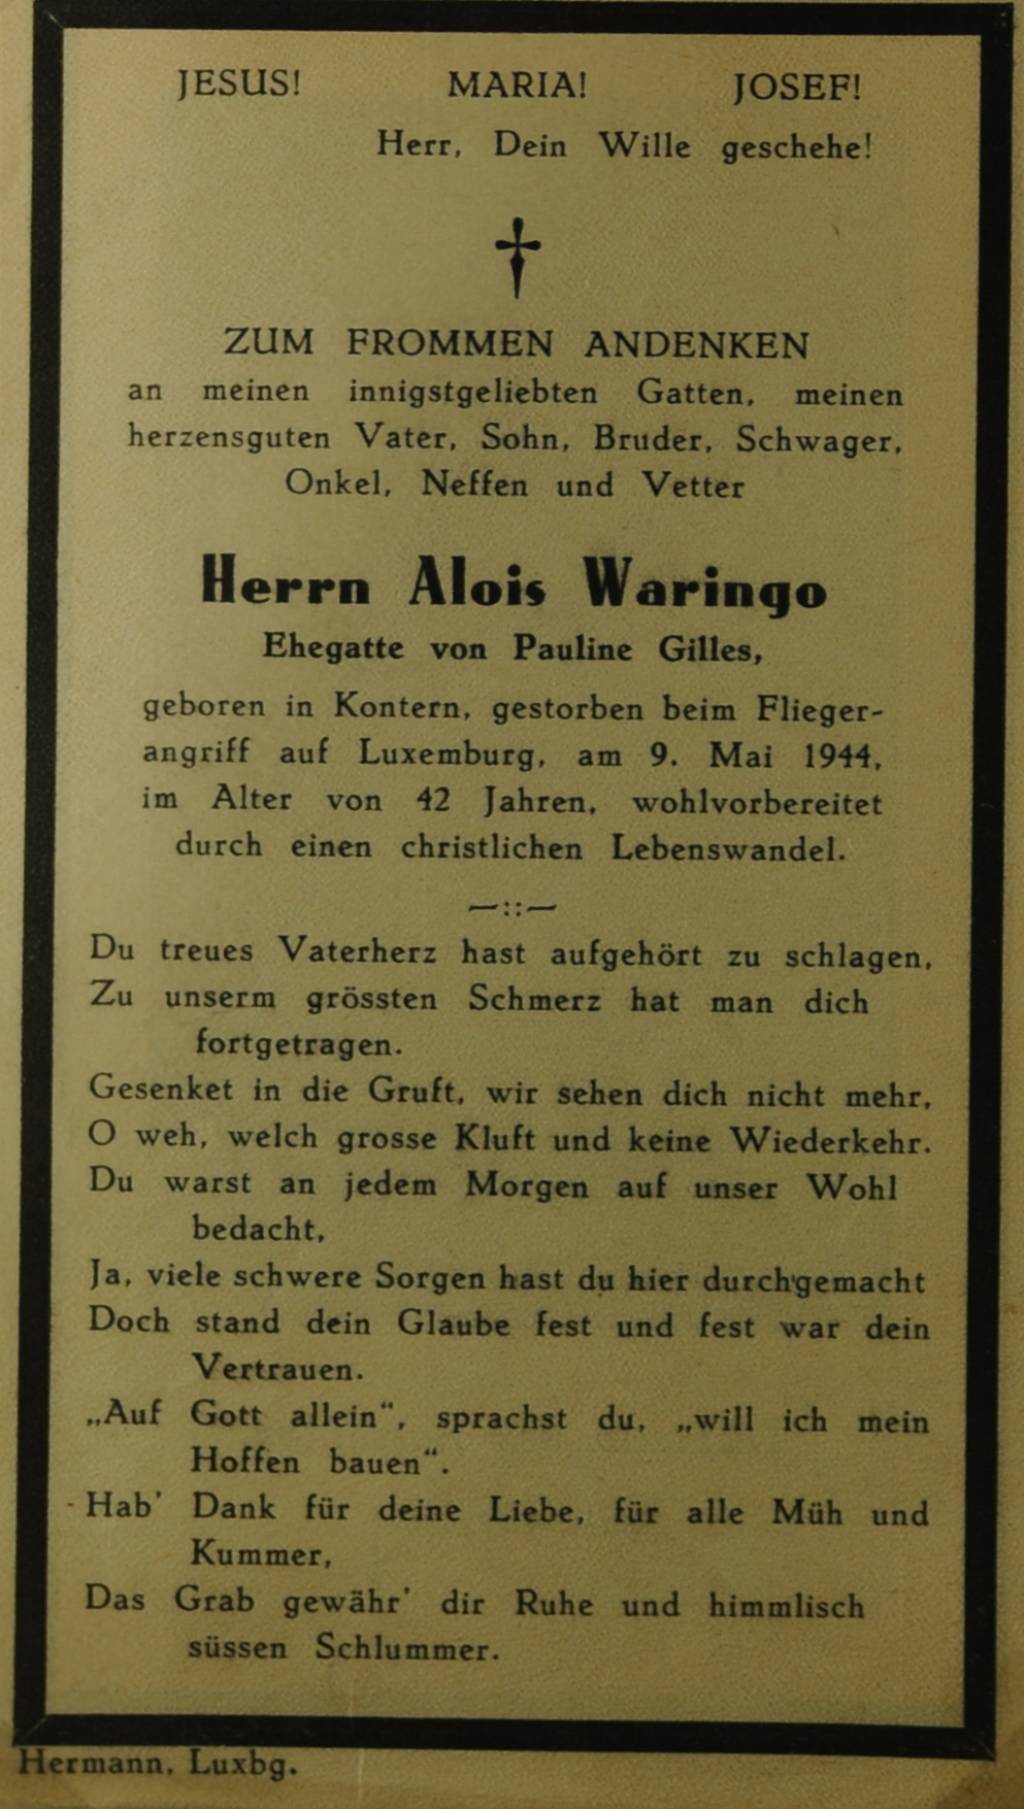 JESUS! MARIA! JOSEF!
Herr, Dein Wille geschehe!
ZUM FROMMEN ANDENKEN
an meinen innigstgeliebten Gatten, meinen
herzensguten Vater, Sohn, Bruder, Schwager,
Onkel, Neffen und Vetter
Herrn Alois Waringo
Ehegatte von Pauline Gilles,
geboren in Kontern, gestorben beim Flieger-
angriff auf Luxemburg, am 9. Mai 1944,
im Alter von 42 Jahren, wohlvorbereitet
durch einen christlichen Lebenswandel.
Du treues Vaterherz hast aufgehört zu schlagen,
Zu unserm grössten Schmerz hat man dich
fortgetragen.
Gesenket in die Gruft, wir sehen dich nicht mehr,
O weh, welch grosse Kluft und keine Wiederkehr.
Du warst an jedem Morgen auf unser Wohl
bedacht,
Ja, viele schwere Sorgen hast du hier durchgemacht
Doch stand dein Glaube fest und fest war dein
Vertrauen.
„Auf Gott allein“, sprachst du, „will ich mein
Hoffen bauen“.
Hab' Dank für deine Liebe, für alle Müh und
Kummer,
Das Grab gewähr' dir Ruhe und himmlisch
süssen Schlummer.
Hermann, Luxbg.